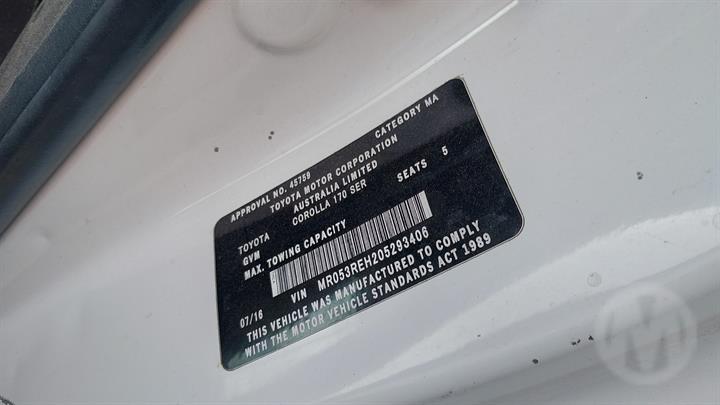 APPROVAL NO. 45759 CATEGORY MA
TOYOTA MOTOR CORPORATION
AUSTRALIA LIMITED
TOYOTA COROLLA 170 SER SEATS 5
GVM
MAX. TOWING CAPACITY
VIN MR053REH205293406
07/16
THIS VEHICLE WAS MANUFACTURED TO COMPLY
WITH THE MOTOR VEHICLE STANDARDS ACT 1989
M